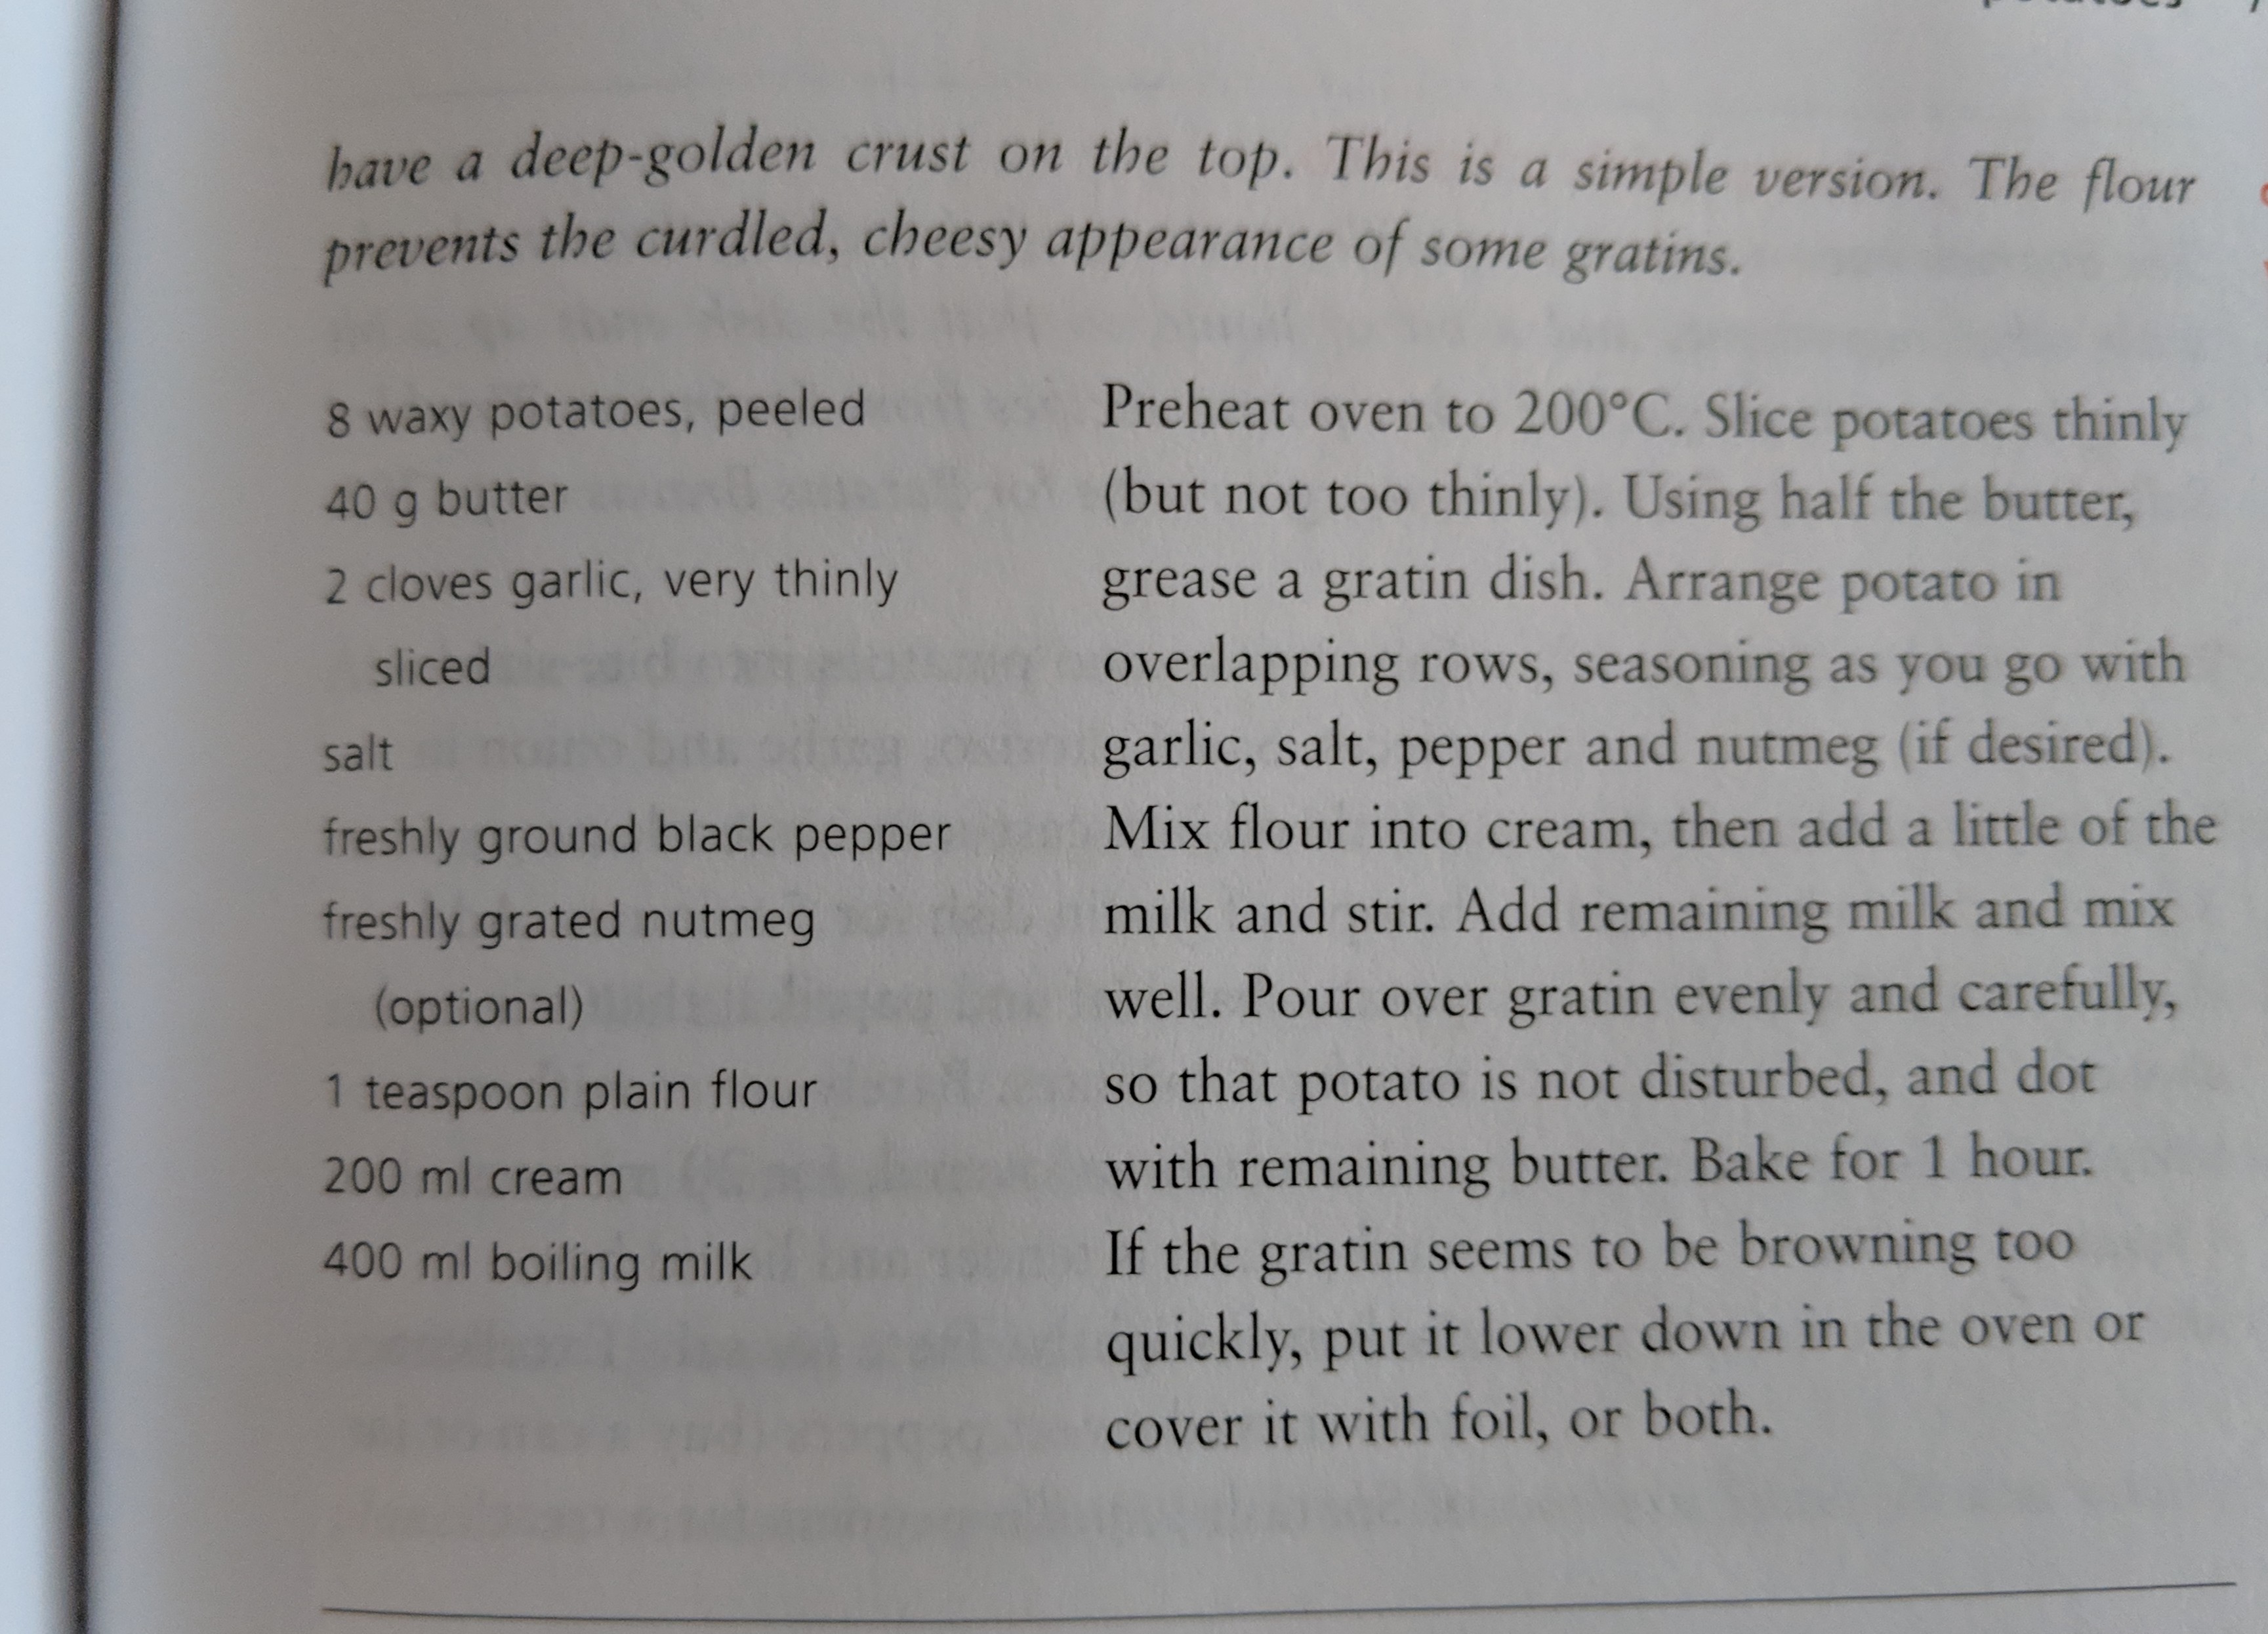 potatoes
have a deep-golden crust on the top. This is a simple version. The flour
prevents the curdled, cheesy appearance of some gratins.
8 waxy potatoes, peeled
40 g butter
2 cloves garlic, very thinly
sliced
salt
freshly ground black pepper
freshly grated nutmeg
(optional)
1 teaspoon plain flour
200 ml cream
400 ml boiling milk
Preheat oven to 200°C. Slice potatoes thinly
(but not too thinly). Using half the butter,
grease a gratin dish. Arrange potato in
overlapping rows, seasoning as you go with
garlic, salt, pepper and nutmeg (if desired).
Mix flour into cream, then add a little of the
milk and stir. Add remaining milk and mix
well. Pour over gratin evenly and carefully,
so that potato is not disturbed, and dot
with remaining butter. Bake for 1 hour.
If the gratin seems to be browning too
quickly, put it lower down in the oven or
cover it with foil, or both.